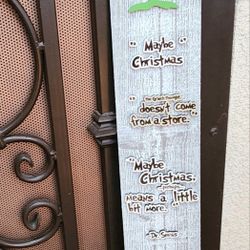 "Maybe
Christmas
The Grinch thought
"doesn't come
from a store."
"Maybe
Christmas,
perhaps,
means a little
bit more."
~Dr Seuss